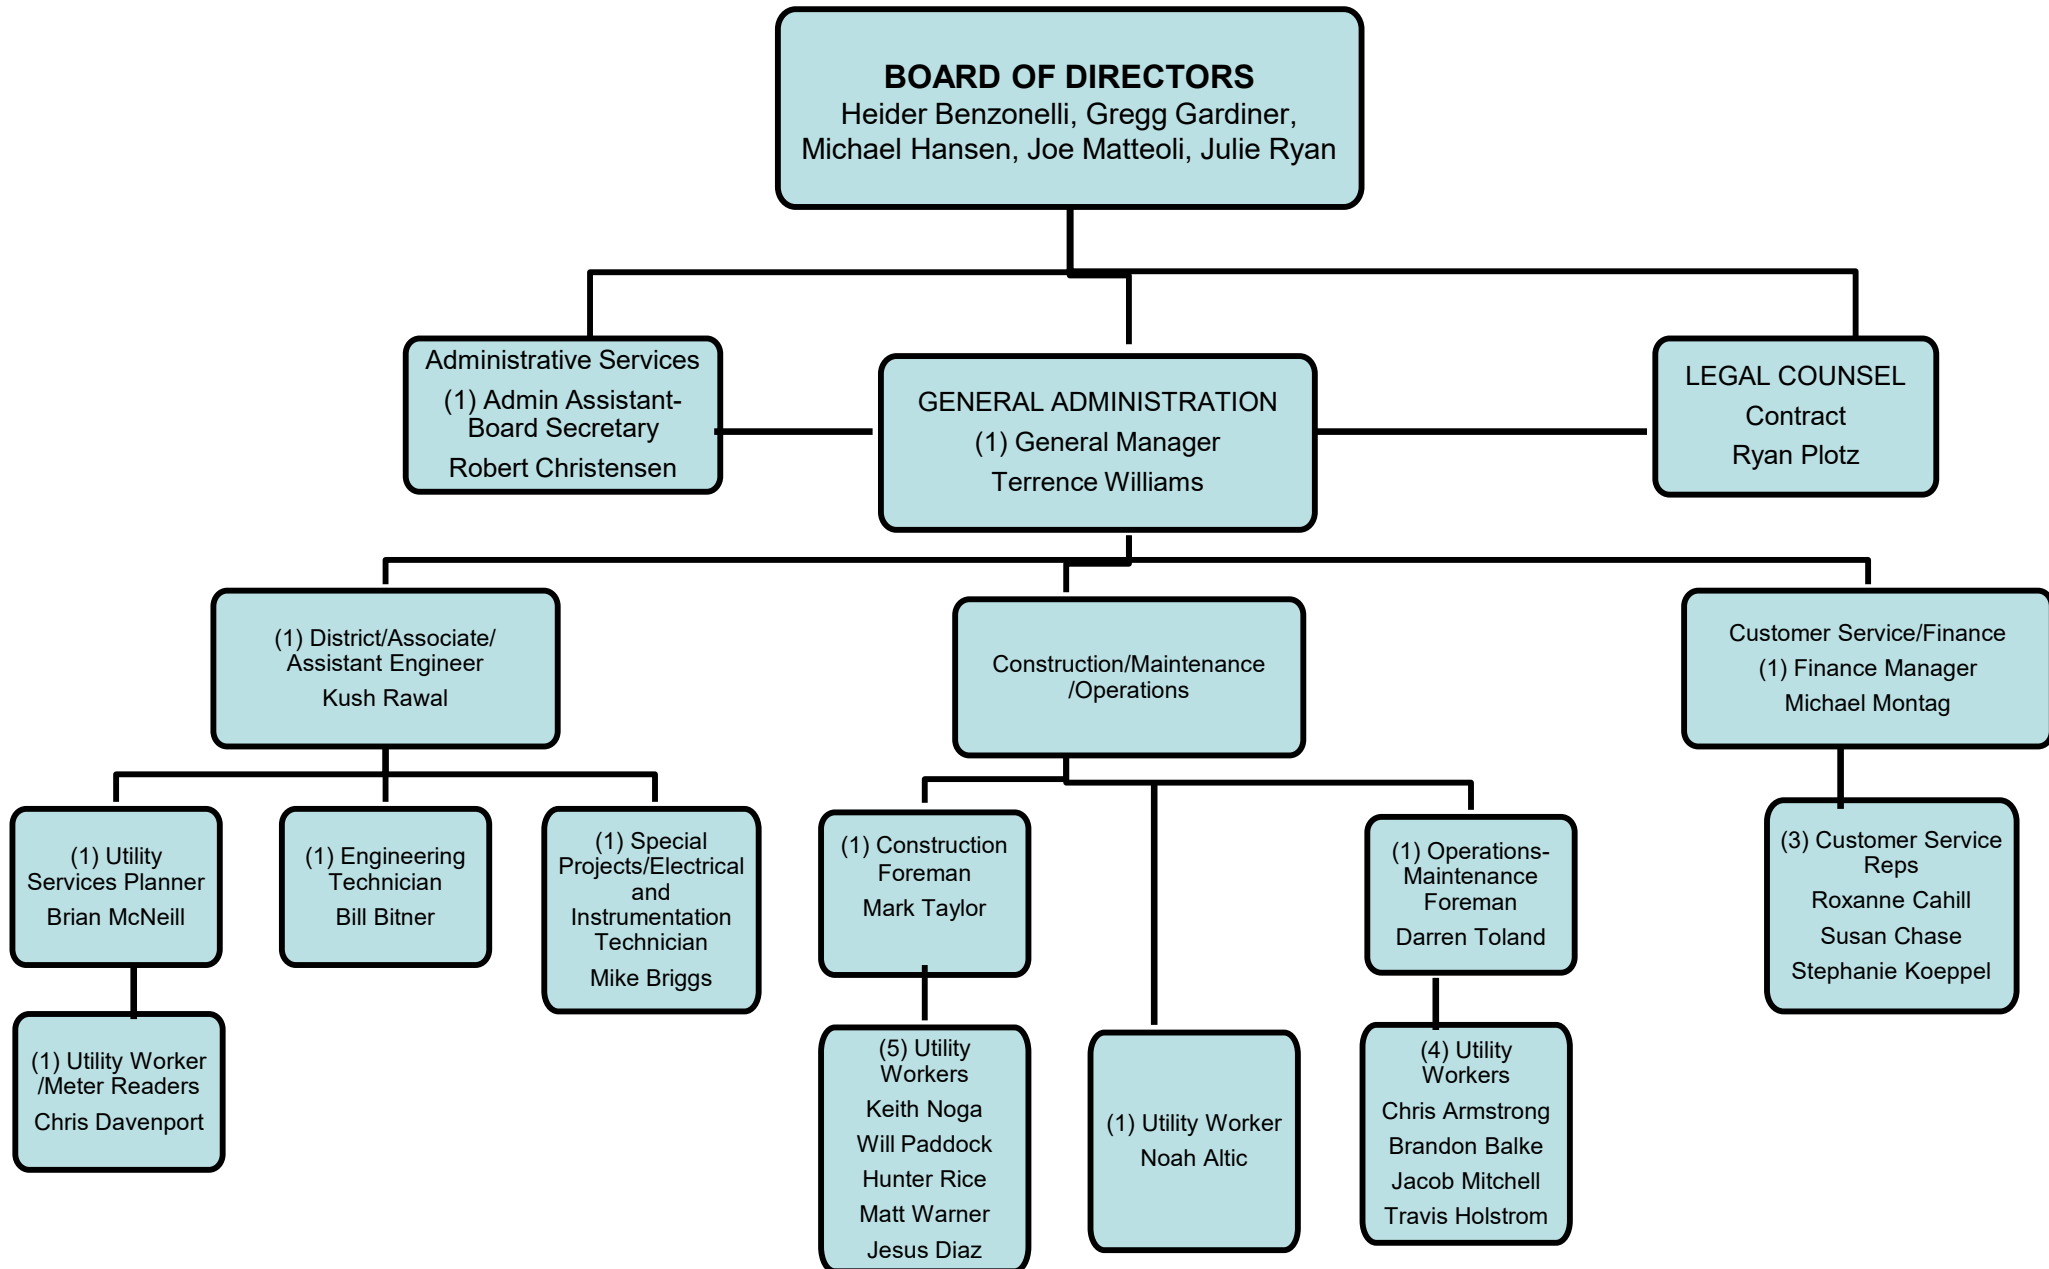 BOARD OF DIRECTORS
Heider Benzonelli, Gregg Gardiner,
Michael Hansen, Joe Matteoli, Julie Ryan
Administrative Services
(1) Admin Assistant-
Board Secretary
Robert Christensen
GENERAL ADMINISTRATION
(1) General Manager
Terrence Williams
LEGAL COUNSEL
Contract
Ryan Plotz
(1) District/Associate/
Assistant Engineer
Kush Rawal
Construction/Maintenance
/Operations
Customer Service/Finance
(1) Finance Manager
Michael Montag
(1) Utility
Services Planner
Brian McNeill
(1) Engineering
Technician
Bill Bitner
(1) Special
Projects/Electrical
and
Instrumentation
Technician
Mike Briggs
(1) Construction
Foreman
Mark Taylor
(1) Operations-
Maintenance
Foreman
Darren Toland
(3) Customer Service
Reps
Roxanne Cahill
Susan Chase
Stephanie Koeppel
(1) Utility Worker
/Meter Readers
Chris Davenport
(5) Utility
Workers
Keith Noga
Will Paddock
Hunter Rice
Matt Warner
Jesus Diaz
(1) Utility Worker
Noah Altic
(4) Utility
Workers
Chris Armstrong
Brandon Balke
Jacob Mitchell
Travis Holstrom